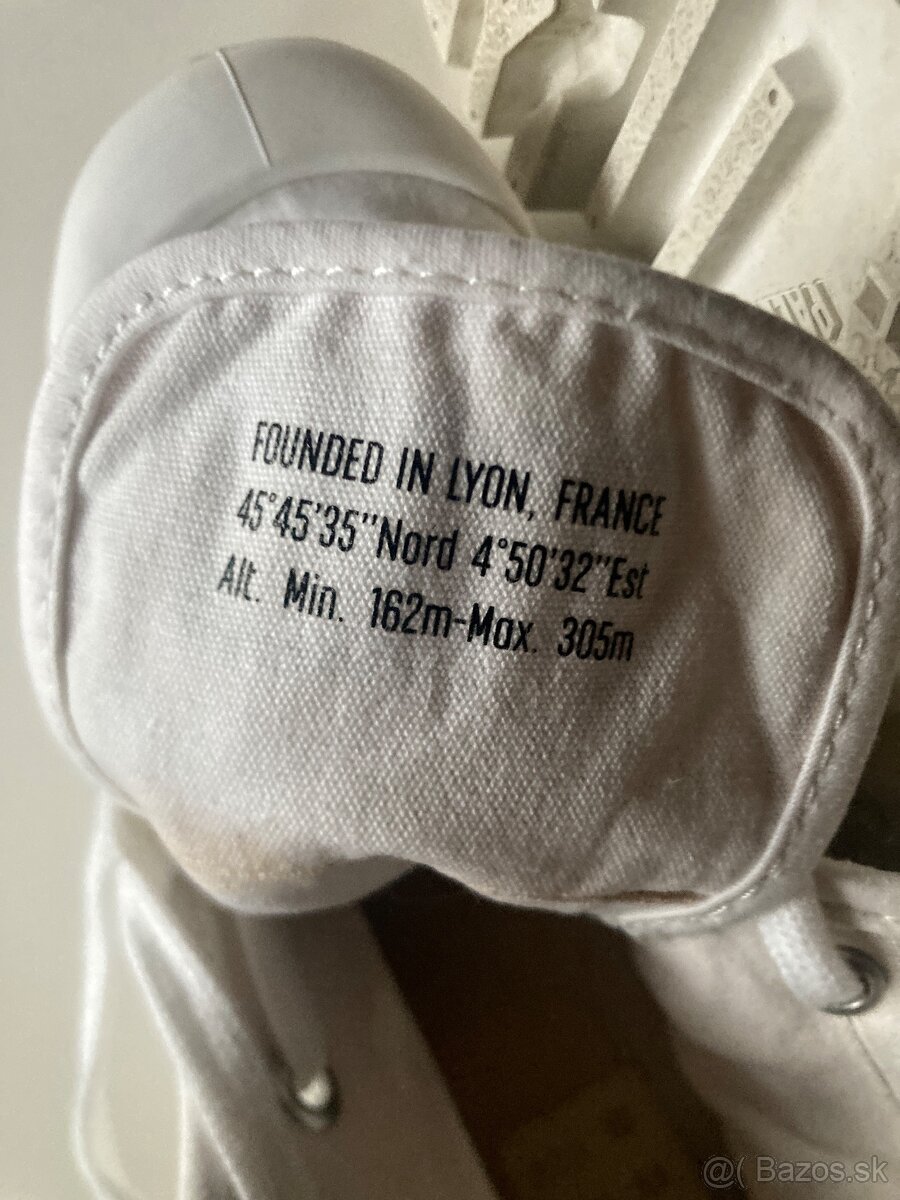 FOUNDED IN LYON, FRANCE
45°45'35"Nord 4°50'32"Est
Alt. Min. 162m-Max. 305m
@( Bazos.sk